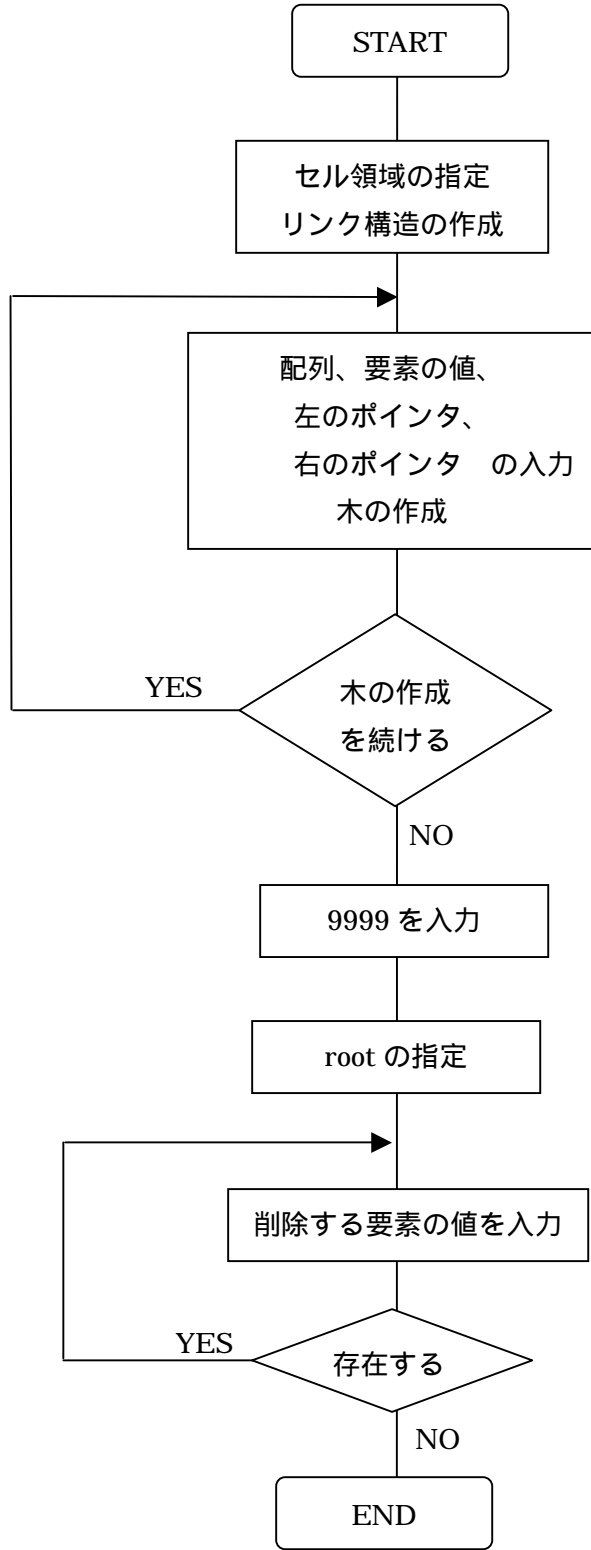 START
セル領域の指定
リンク構造の作成
配列、要素の値、
左のポインタ、
右のポインタ　の入力
木の作成
YES
木の作成
を続ける
NO
9999 を入力
root の指定
削除する要素の値を入力
YES
存在する
NO
END